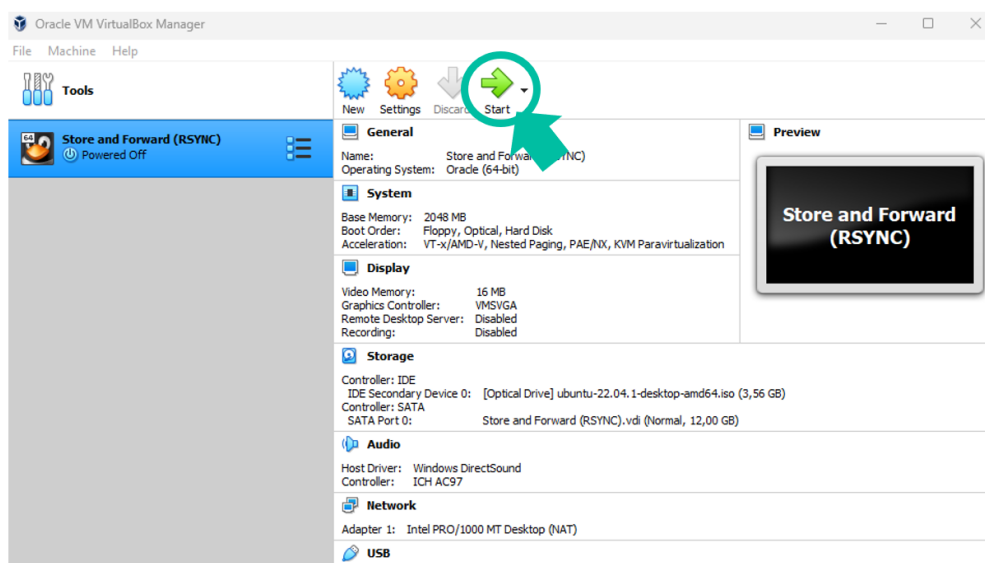 Oracle VM VirtualBox Manager
File Machine Help
Tools
New Settings Discard Start
64
Store and Forward (RSYNC)
Powered Off
General
Name: Store and Forward (RSYNC)
Operating System: Oracle (64-bit)
System
Base Memory: 2048 MB
Boot Order: Floppy, Optical, Hard Disk
Acceleration: VT-x/AMD-V, Nested Paging, PAE/NX, KVM Paravirtualization
Display
Video Memory: 16 MB
Graphics Controller: VMSVGA
Remote Desktop Server: Disabled
Recording: Disabled
Preview
Store and Forward
(RSYNC)
Storage
Controller: IDE
IDE Secondary Device 0: [Optical Drive] ubuntu-22.04.1-desktop-amd64.iso (3,56 GB)
Controller: SATA
SATA Port 0: Store and Forward (RSYNC).vdi (Normal, 12,00 GB)
Audio
Host Driver: Windows DirectSound
Controller: ICH AC97
Network
Adapter 1: Intel PRO/1000 MT Desktop (NAT)
USB